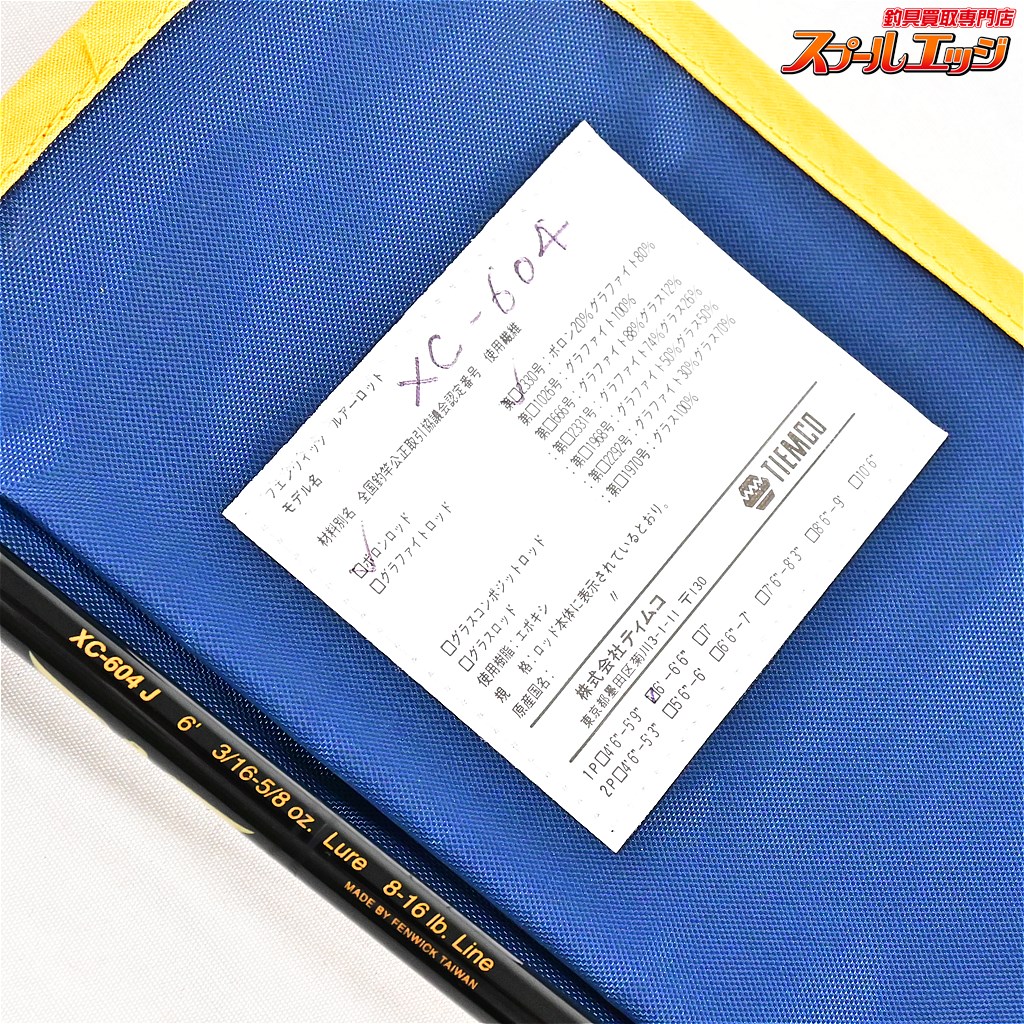 釣具買取専門店
スプールエッジ
フェンウィック ルアーロッド
モデル名 XC-604
材料別名 全国釣竿公正取引協議会認定番号 使用繊維
☑ボロンロッド
□グラファイトロッド
□グラスコンポジットロッド
□グラスロッド
第☑2330号：ボロン20%グラファイト80%
第□1026号：グラファイト100%
第□666号：グラファイト88%グラス12%
第□2331号：グラファイト74%グラス26%
：第□1968号：グラファイト50%グラス50%
：第□2292号：グラファイト30%グラス70%
：第□1970号：グラス100%
使用樹脂：エポキシ
規 格：ロッド本体に表示されているとおり。
原産国名： 〃
株式会社ティムコ
TIEMCO
東京都墨田区菊川3-1-11 〒130
1P□4'6"-5'9" ☑6'-6'6" □7'
2P□4'6"-5'3" □5'6"-6' □6'6"-7' □7'6"-8'3" □8'6"-9' □10'6"
XC-604 J 6' 3/16-5/8 oz. Lure 8-16 lb. Line
MADE BY FENWICK TAIWAN